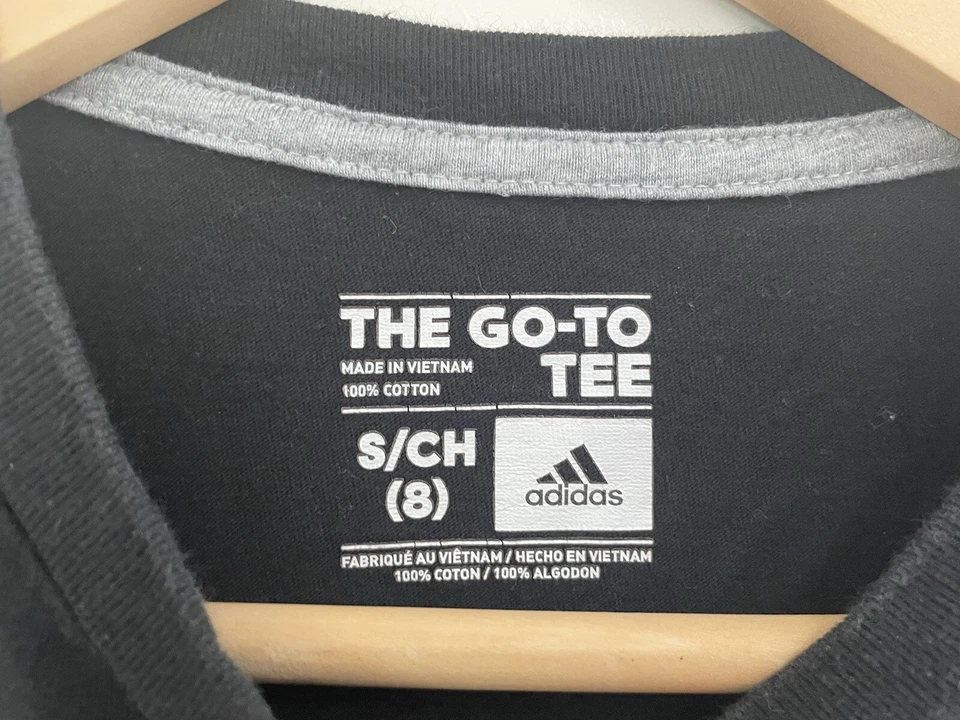 THE GO-TO
TEE
MADE IN VIETNAM
100% COTTON
S/CH
(8)
adidas
FABRIQUÉ AU VIÊTNAM / HECHO EN VIETNAM
100% COTON / 100% ALGODON